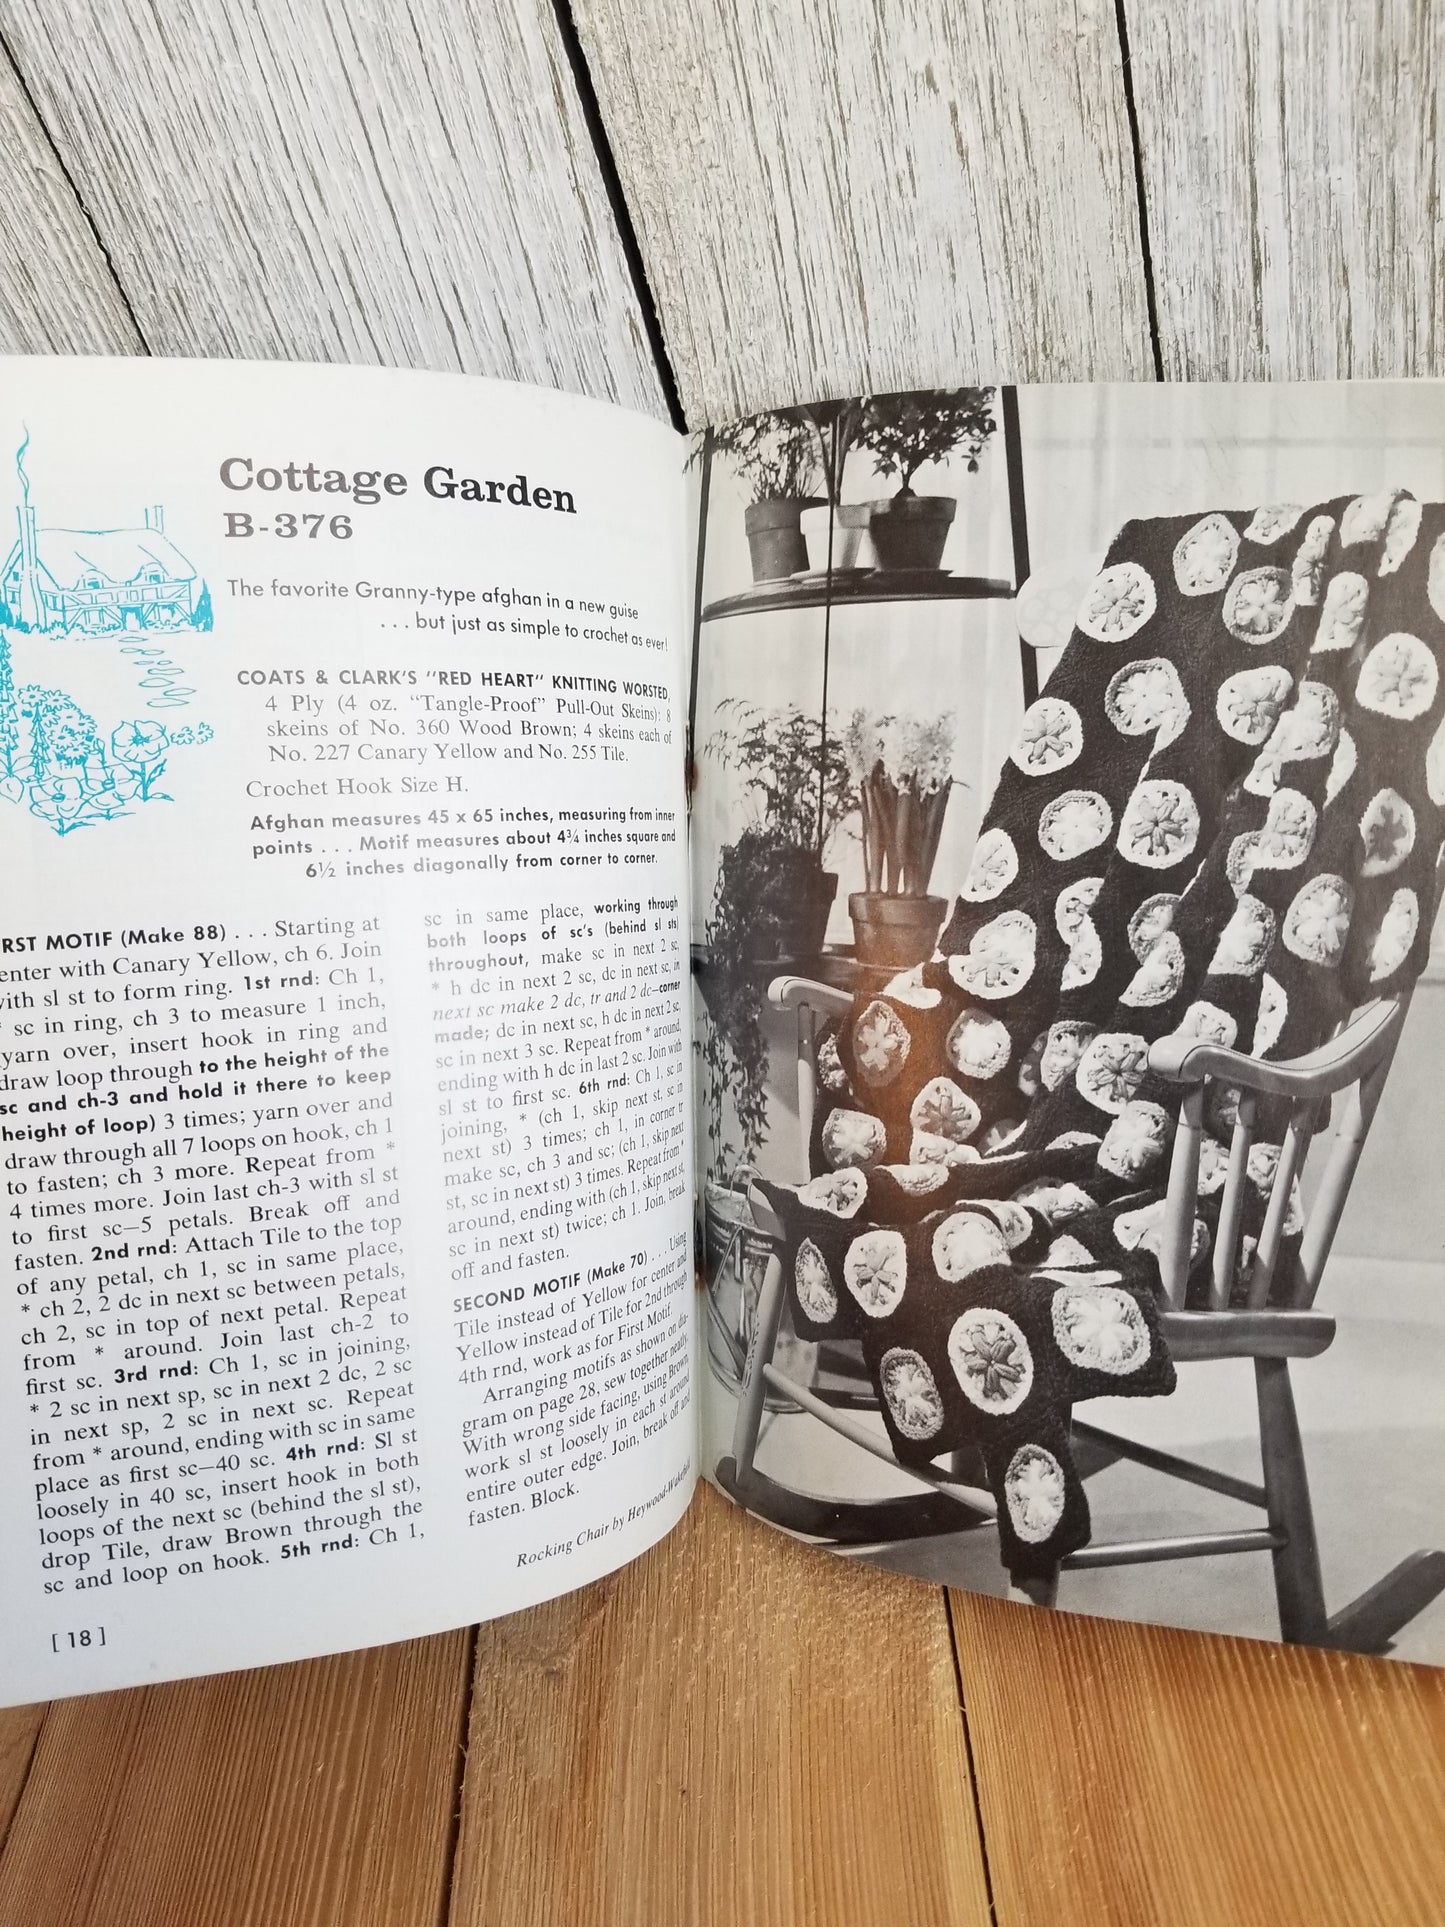 Cottage Garden
B-376
The favorite Granny-type afghan in a new guise
. . . but just as simple to crochet as ever!
COATS & CLARK'S "RED HEART" KNITTING WORSTED,
4 Ply (4 oz. "Tangle-Proof" Pull-Out Skeins): 8
skeins of No. 360 Wood Brown; 4 skeins each of
No. 227 Canary Yellow and No. 255 Tile.
Crochet Hook Size H.
Afghan measures 45 x 65 inches, measuring from inner
points . . . Motif measures about 4¾ inches square and
6½ inches diagonally from corner to corner.
RST MOTIF (Make 88) . . . Starting at
enter with Canary Yellow, ch 6. Join
with sl st to form ring. 1st rnd: Ch 1,
* sc in ring, ch 3 to measure 1 inch,
yarn over, insert hook in ring and
draw loop through to the height of the
sc and ch-3 and hold it there to keep
height of loop) 3 times; yarn over and
draw through all 7 loops on hook, ch 1
to fasten; ch 3 more. Repeat from *
4 times more. Join last ch-3 with sl st
to first sc—5 petals. Break off and
fasten. 2nd rnd: Attach Tile to the top
of any petal, ch 1, sc in same place,
* ch 2, 2 dc in next sc between petals,
ch 2, sc in top of next petal. Repeat
from * around. Join last ch-2 to
first sc. 3rd rnd: Ch 1, sc in joining,
* 2 sc in next sp, sc in next 2 dc, 2 sc
in next sp, 2 sc in next sc. Repeat
from * around, ending with sc in same
place as first sc—40 sc. 4th rnd: Sl st
loosely in 40 sc, insert hook in both
loops of the next sc (behind the sl st),
drop Tile, draw Brown through the
sc and loop on hook. 5th rnd: Ch 1,
sc in same place, working through
both loops of sc's (behind sl sts)
throughout, make sc in next 2 sc,
* h dc in next 2 sc, dc in next sc, in
next sc make 2 dc, tr and 2 dc—corner
made; dc in next sc, h dc in next 2 sc,
sc in next 3 sc. Repeat from * around,
ending with h dc in last 2 sc. Join with
sl st to first sc. 6th rnd: Ch 1, sc in
joining, * (ch 1, skip next st, sc in
next st) 3 times; ch 1, in corner tr
make sc, ch 3 and sc; (ch 1, skip next
st, sc in next st) 3 times. Repeat from *
around, ending with (ch 1, skip next st,
sc in next st) twice; ch 1. Join, break
off and fasten.
SECOND MOTIF (Make 70) . . . Using
Tile instead of Yellow for center and
Yellow instead of Tile for 2nd through
4th rnd, work as for First Motif.
Arranging motifs as shown on dia-
gram on page 28, sew together neatly.
With wrong side facing, using Brown,
work sl st loosely in each st around
entire outer edge. Join, break off and
fasten. Block.
Rocking Chair by Heywood-Wakefield
[ 18 ]